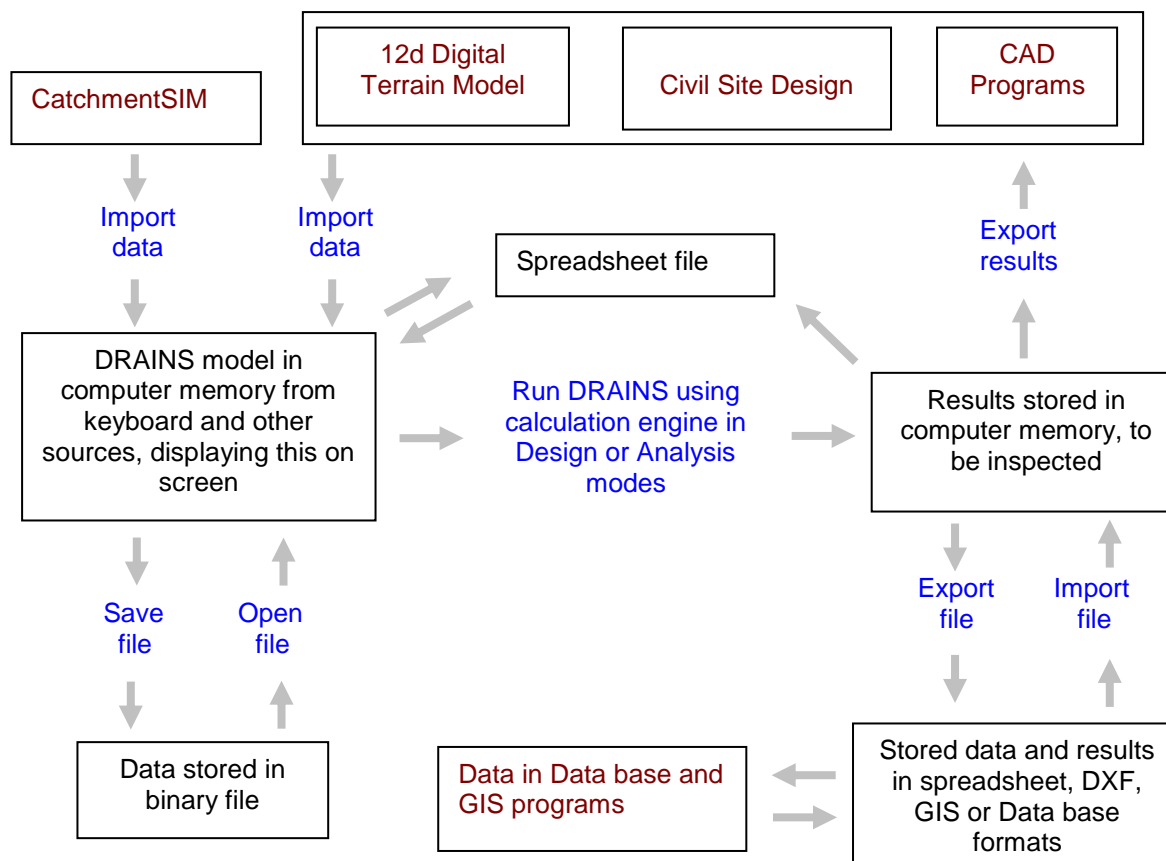 12d Digital
Terrain Model
Civil Site Design
CAD
Programs
CatchmentSIM
Import
data
Import
data
Export
results
Spreadsheet file
DRAINS model in
computer memory from
keyboard and other
sources, displaying this on
screen
Run DRAINS using
calculation engine in
Design or Analysis
modes
Results stored in
computer memory, to
be inspected
Save
file
Open
file
Export
file
Import
file
Data stored in
binary file
Data in Data base and
GIS programs
Stored data and results
in spreadsheet, DXF,
GIS or Data base
formats